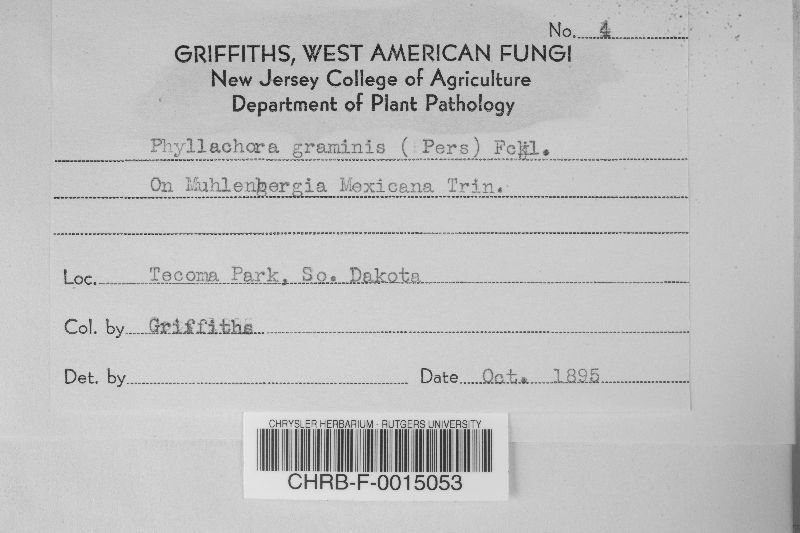 No. 4
GRIFFITHS, WEST AMERICAN FUNGI
New Jersey College of Agriculture
Department of Plant Pathology
Phyllachora graminis ( Pers) Fckl.
On Muhlenbergia Mexicana Trin.
Loc. Tecoma Park, So. Dakota
Col. by Griffiths
Det. by
Date Oct. 1895
CHRYSLER HERBARIUM - RUTGERS UNIVERSITY
CHRB-F-0015053